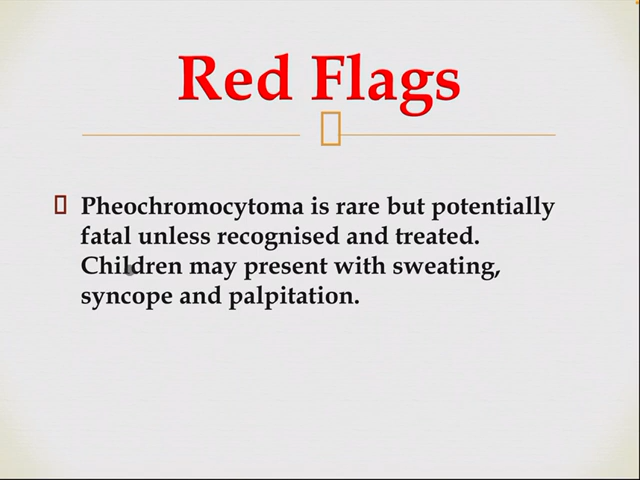 Red Flags
Pheochromocytoma is rare but potentially
fatal unless recognised and treated.
Children may present with sweating,
syncope and palpitation.